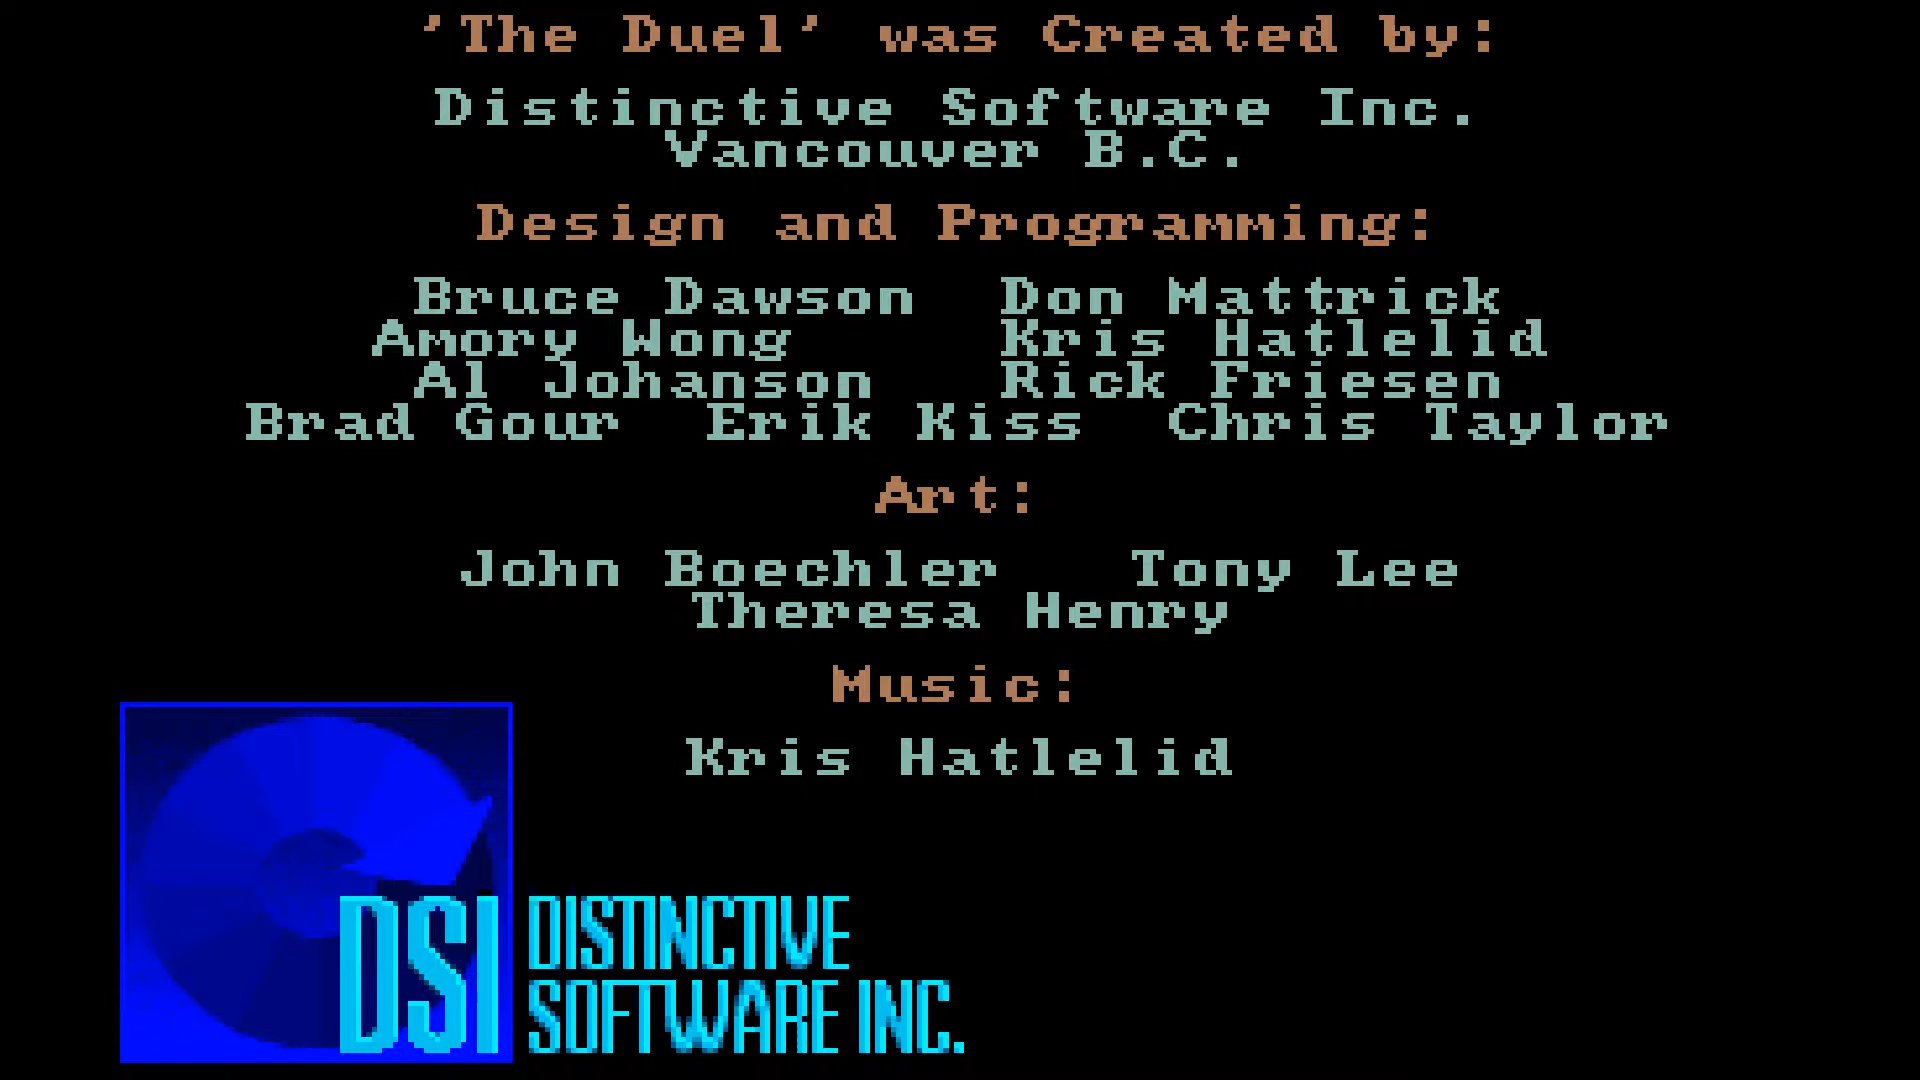 'The Duel' was Created by:
Distinctive Software Inc.
Vancouver B.C.
Design and Programming:
Bruce Dawson Don Mattrick
Amory Wong Kris Hatlelid
Al Johanson Rick Friesen
Brad Gour Erik Kiss Chris Taylor
Art:
John Boechler Tony Lee
Theresa Henry
Music:
Kris Hatlelid
DSI DISTINCTIVE
SOFTWARE INC.